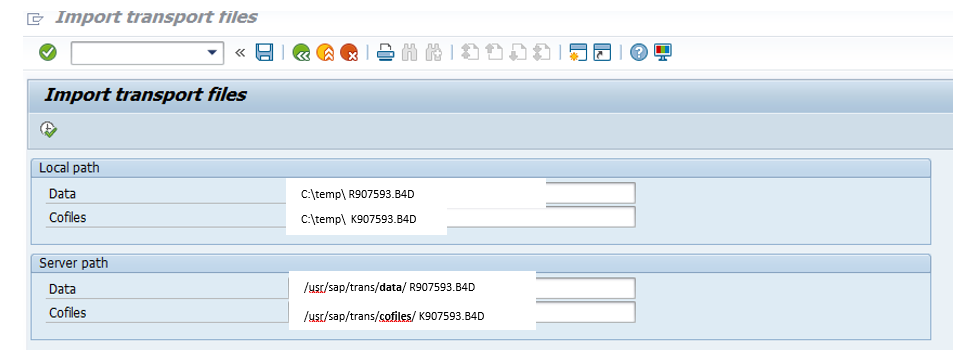 Import transport files
Import transport files
Local path
Data C:\temp\ R907593.B4D
Cofiles C:\temp\ K907593.B4D
Server path
Data /usr/sap/trans/data/ R907593.B4D
Cofiles /usr/sap/trans/cofiles/ K907593.B4D